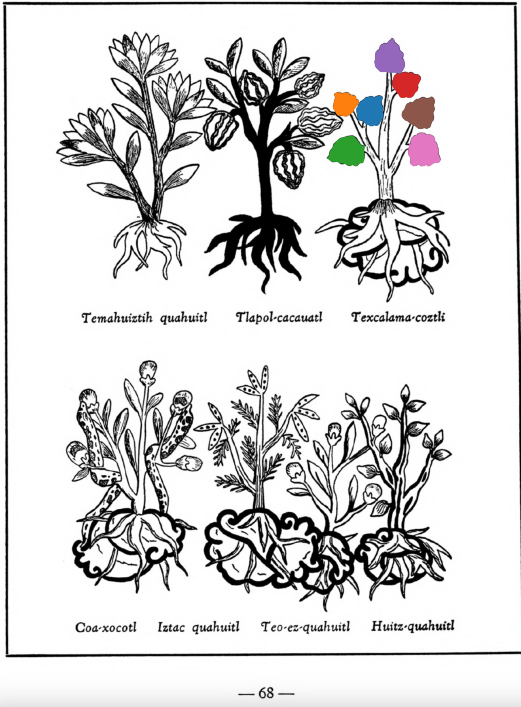 Temahuiztih quahuitl Tlapol-cacauatl Texcalama-coztli
Coa-xocotl Iztac quahuitl Teo-ez-quahuitl Huitz-quahuitl
— 68 —